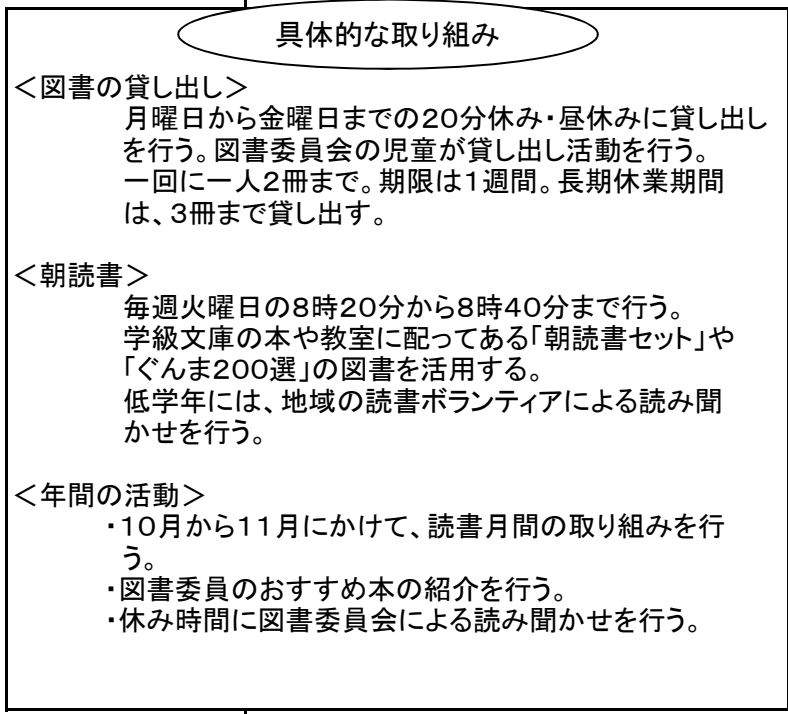 具体的な取り組み
＜図書の貸し出し＞
月曜日から金曜日までの２０分休み・昼休みに貸し出し
を行う。図書委員会の児童が貸し出し活動を行う。
一回に一人２冊まで。期限は１週間。長期休業期間
は、３冊まで貸し出す。
＜朝読書＞
毎週火曜日の８時２０分から８時４０分まで行う。
学級文庫の本や教室に配ってある「朝読書セット」や
「ぐんま２００選」の図書を活用する。
低学年には、地域の読書ボランティアによる読み聞
かせを行う。
＜年間の活動＞
・１０月から１１月にかけて、読書月間の取り組みを行
う。
・図書委員のおすすめ本の紹介を行う。
・休み時間に図書委員会による読み聞かせを行う。